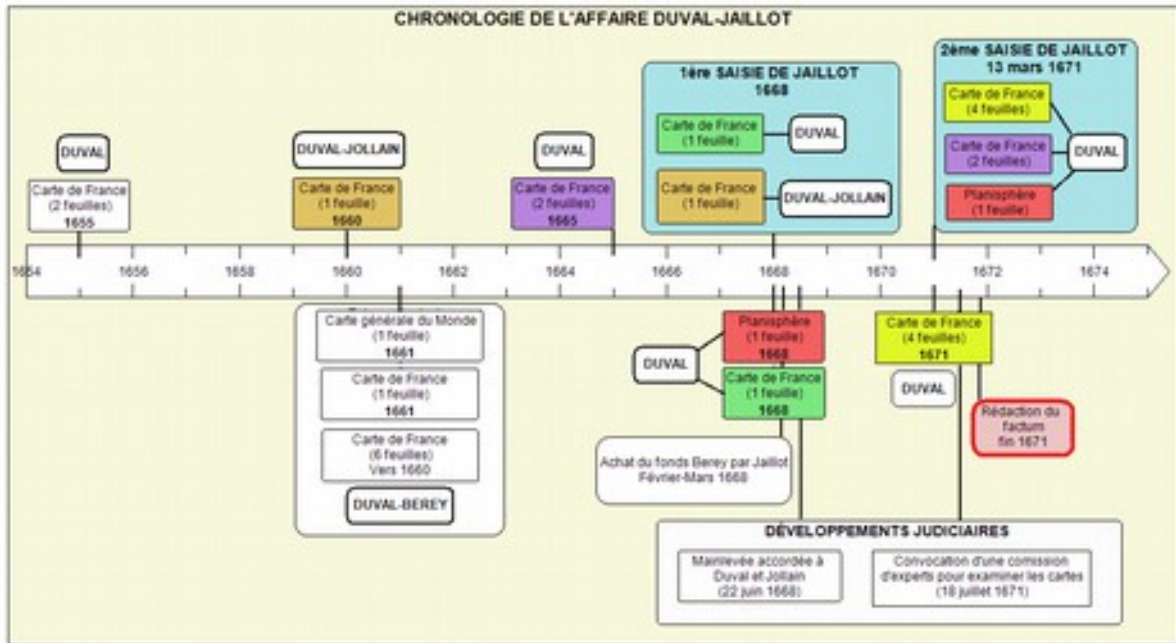 CHRONOLOGIE DE L'AFFAIRE DUVAL-JAILLOT
DUVAL
Carte de France
(2 feuilles)
1655
DUVAL-JOLLAIN
Carte de France
(1 feuille)
1660
DUVAL
Carte de France
(2 feuilles)
1665
1ère SAISIE DE JAILLOT
1668
Carte de France
(1 feuille)
DUVAL
Carte de France
(1 feuille)
DUVAL-JOLLAIN
2ème SAISIE DE JAILLOT
13 mars 1671
Carte de France
(4 feuilles)
Carte de France
(2 feuilles)
DUVAL
Planisphère
(1 feuille)
1654 1656 1658 1660 1662 1664 1666 1668 1670 1672 1674
Carte générale du Monde
(1 feuille)
1661
Carte de France
(1 feuille)
1661
Carte de France
(6 feuilles)
Vers 1660
DUVAL-BEREY
DUVAL
Planisphère
(1 feuille)
1668
Carte de France
(1 feuille)
1668
Achat du fonds Berey par Jaillot
Février-Mars 1668
Carte de France
(4 feuilles)
1671
DUVAL
Rédaction du
factum
fin 1671
DÉVELOPPEMENTS JUDICIAIRES
Mainlevée accordée à
Duval et Jollain
(22 juin 1668)
Convocation d'une comission
d'experts pour examiner les cartes
(18 juillet 1671)